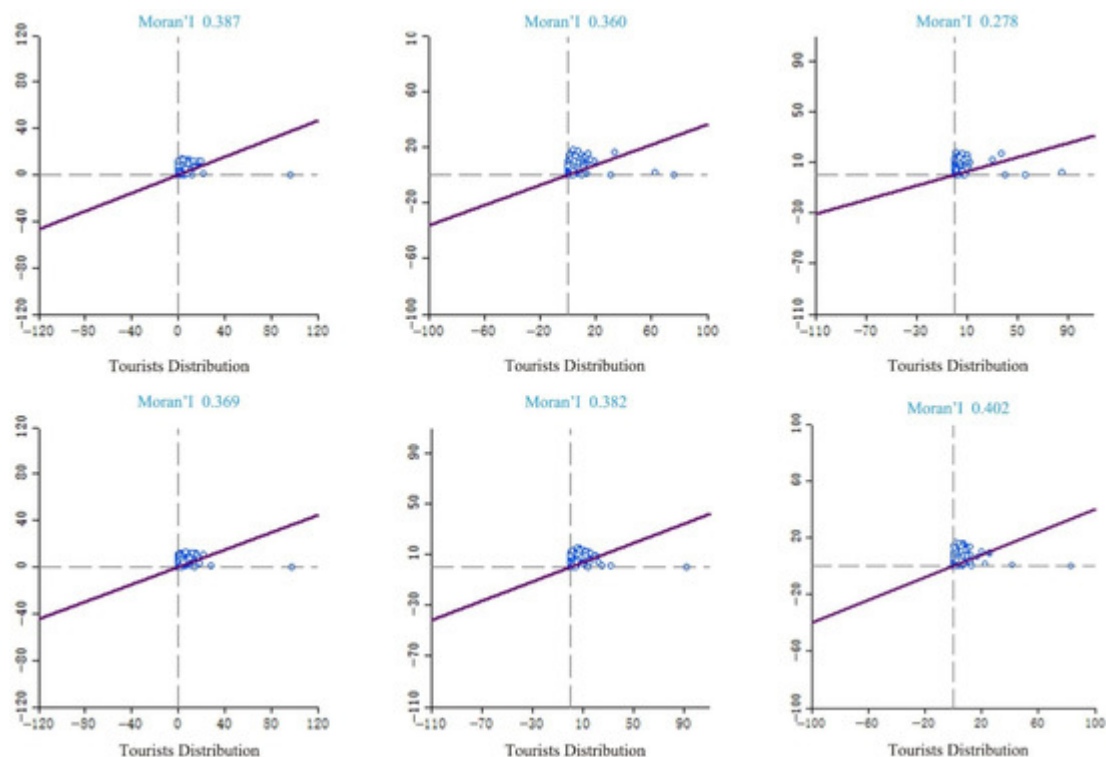 Moran'I 0.387
120
80
40
0
-40
-80
-120
-120 -80 -40 0 40 80 120
Tourists Distribution
Moran'I 0.360
10
60
20
-20
-60
-100
-100 -60 -20 20 60 100
Tourists Distribution
Moran'I 0.278
90
50
10
-30
-70
-110
-110 -70 -30 10 50 90
Tourists Distribution
Moran'I 0.369
120
80
40
0
-40
-80
-120
-120 -80 -40 0 40 80 120
Tourists Distribution
Moran'I 0.382
90
50
10
-30
-70
-110
-110 -70 -30 10 50 90
Tourists Distribution
Moran'I 0.402
100
60
20
-20
-60
-100
-100 -60 -20 20 60 100
Tourists Distribution